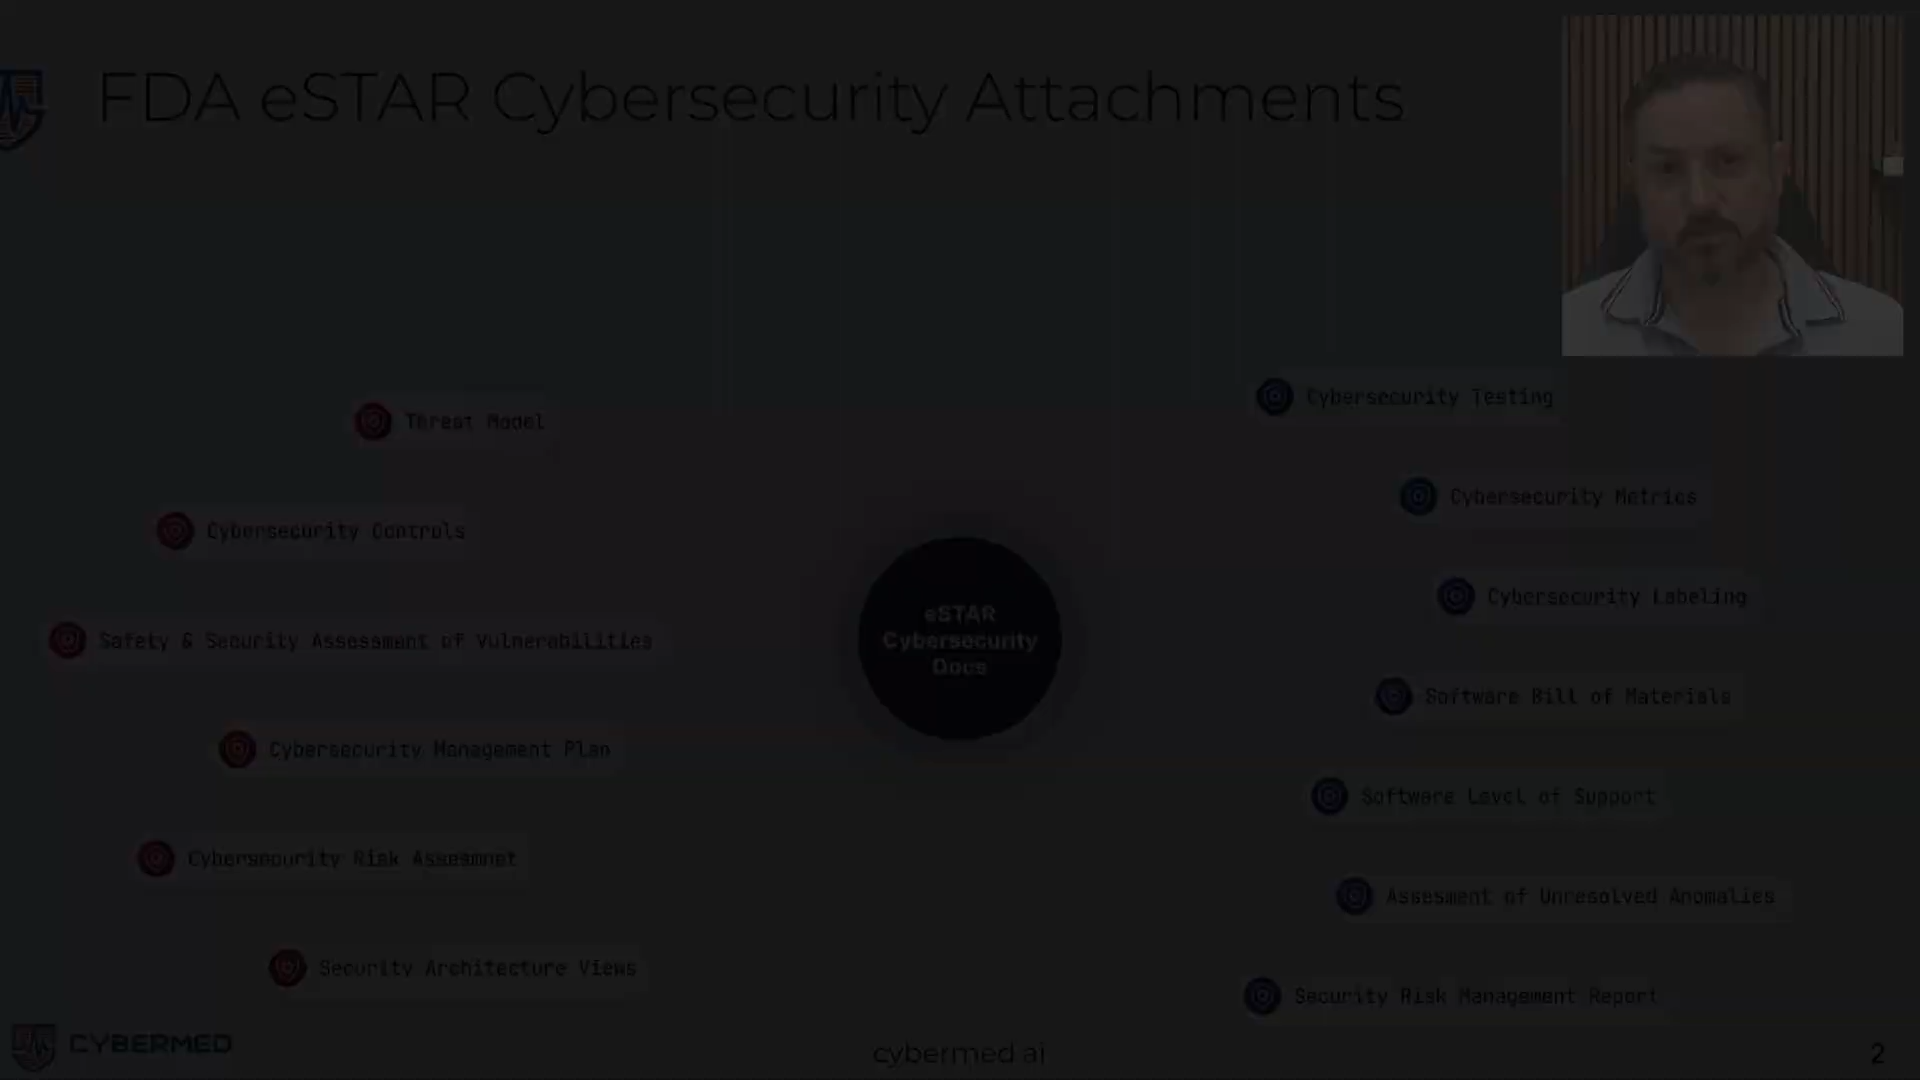 FDA eSTAR Cybersecurity Attachments
Threat Model
Cybersecurity Controls
Safety & Security Assessment of Vulnerabilities
Cybersecurity Management Plan
Cybersecurity Risk Assesmnet
Security Architecture Views
eSTAR
Cybersecurity
Docs
Cybersecurity Testing
Cybersecurity Metrics
Cybersecurity Labeling
Software Bill of Materials
Software Level of Support
Assesment of Unresolved Anomalies
Security Risk Management Report
CYBERMED
cybermed ai
2